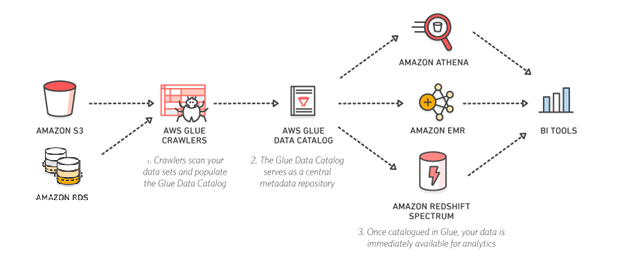 AMAZON ATHENA
AMAZON S3
AWS GLUE
CRAWLERS
AWS GLUE
DATA CATALOG
AMAZON EMR
BI TOOLS
1. Crawlers scan your
data sets and populate
the Glue Data Catalog
2. The Glue Data Catalog
serves as a central
metadata repository
AMAZON RDS
AMAZON REDSHIFT
SPECTRUM
3. Once catalogued in Glue, your data is
immediately available for analytics